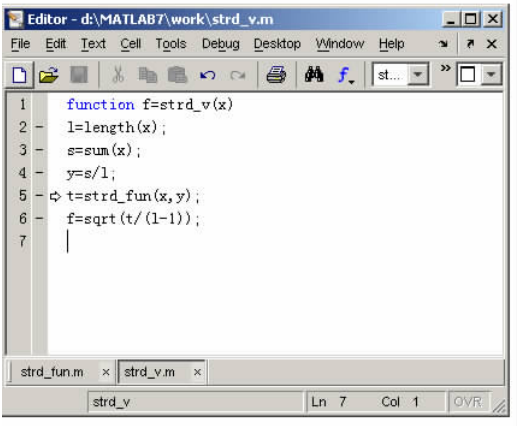 Editor - d:\MATLAB7\work\strd_v.m
File Edit Text Cell Tools Debug Desktop Window Help
st... »
1 function f=strd_v(x)
2 - l=length(x);
3 - s=sum(x);
4 - y=s/l;
5 - t=strd_fun(x,y);
6 - f=sqrt(t/(l-1));
7
strd_fun.m × strd_v.m ×
strd_v Ln 7 Col 1 OVR